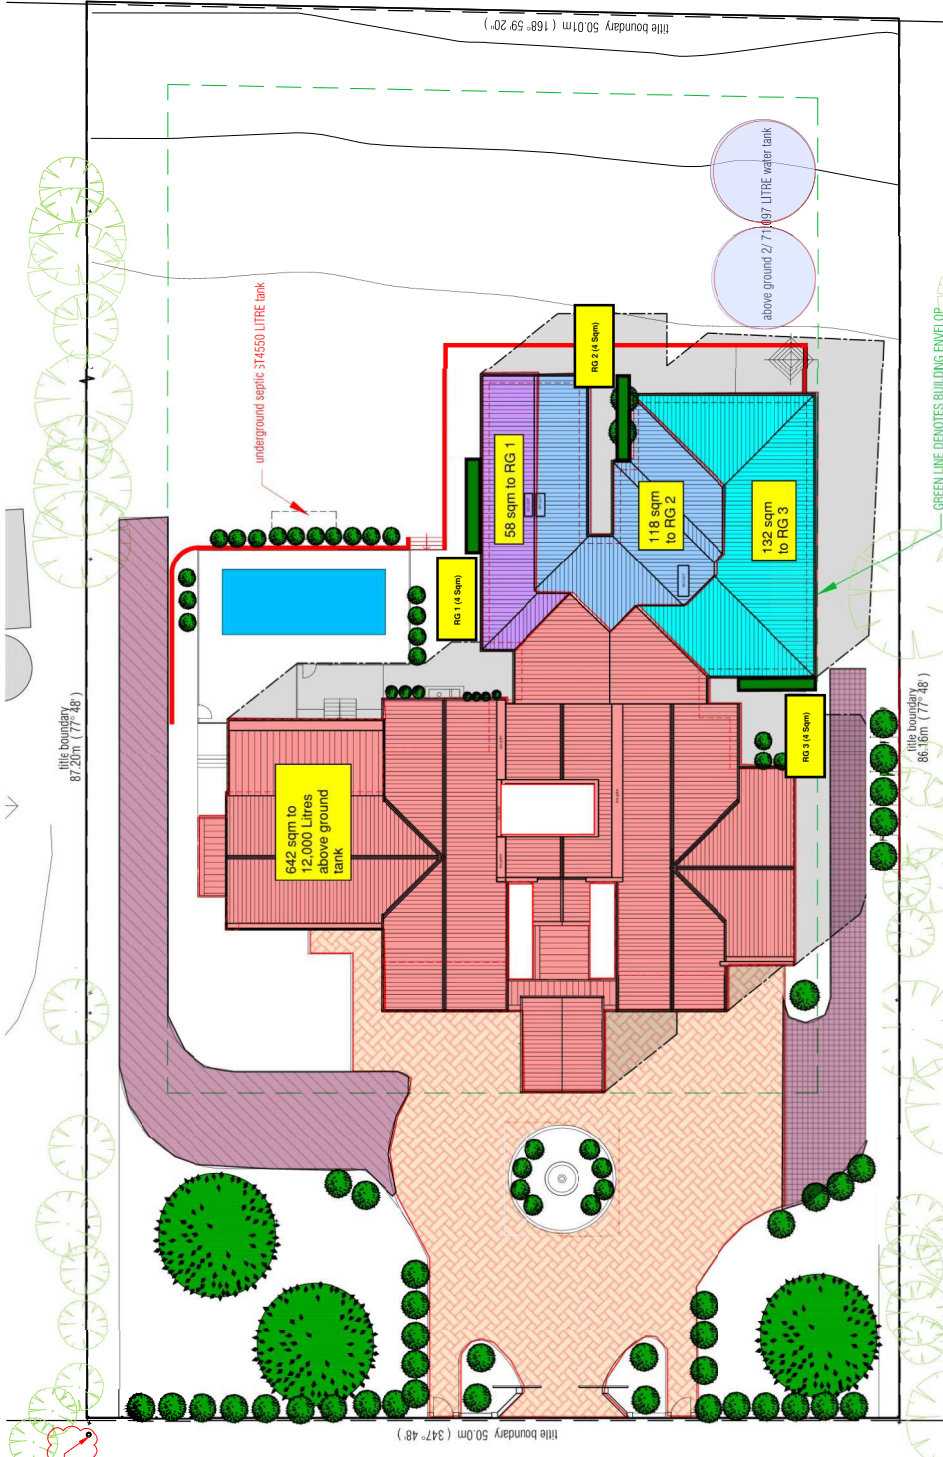 title boundary 50.01m ( 168° 59' 20" )
above ground 2/ 71,097 LITRE water tank
underground septic ST4550 LITRE tank
RG 2 (4 Sqm)
GREEN LINE DENOTES BUILDING ENVELOP
58 sqm to RG 1
118 sqm
to RG 2
132 sqm
to RG 3
RG 1 (4 Sqm)
title boundary
87.20m ( 77° 48' )
RG 3 (4 Sqm)
title boundary
86.16m ( 77° 48' )
642 sqm to
12,000 Litres
above ground
tank
title boundary 50.0m ( 347° 48' )